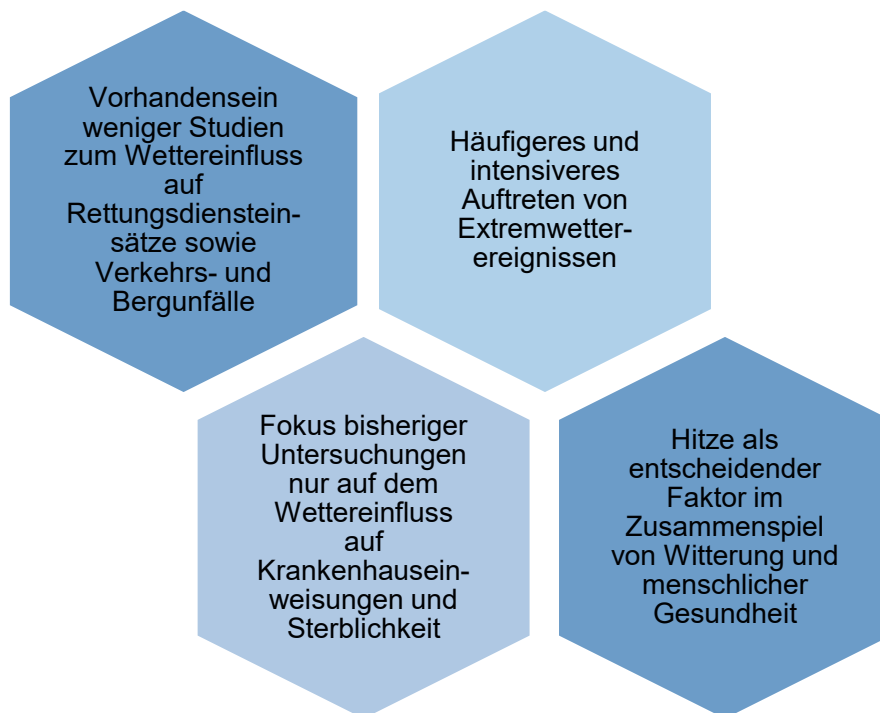 Vorhandensein
weniger Studien
zum Wettereinfluss
auf
Rettungsdienstein-
sätze sowie
Verkehrs- und
Bergunfälle
Häufigeres und
intensiveres
Auftreten von
Extremwetter-
ereignissen
Fokus bisheriger
Untersuchungen
nur auf dem
Wettereinfluss
auf
Krankenhausein-
weisungen und
Sterblichkeit
Hitze als
entscheidender
Faktor im
Zusammenspiel
von Witterung und
menschlicher
Gesundheit